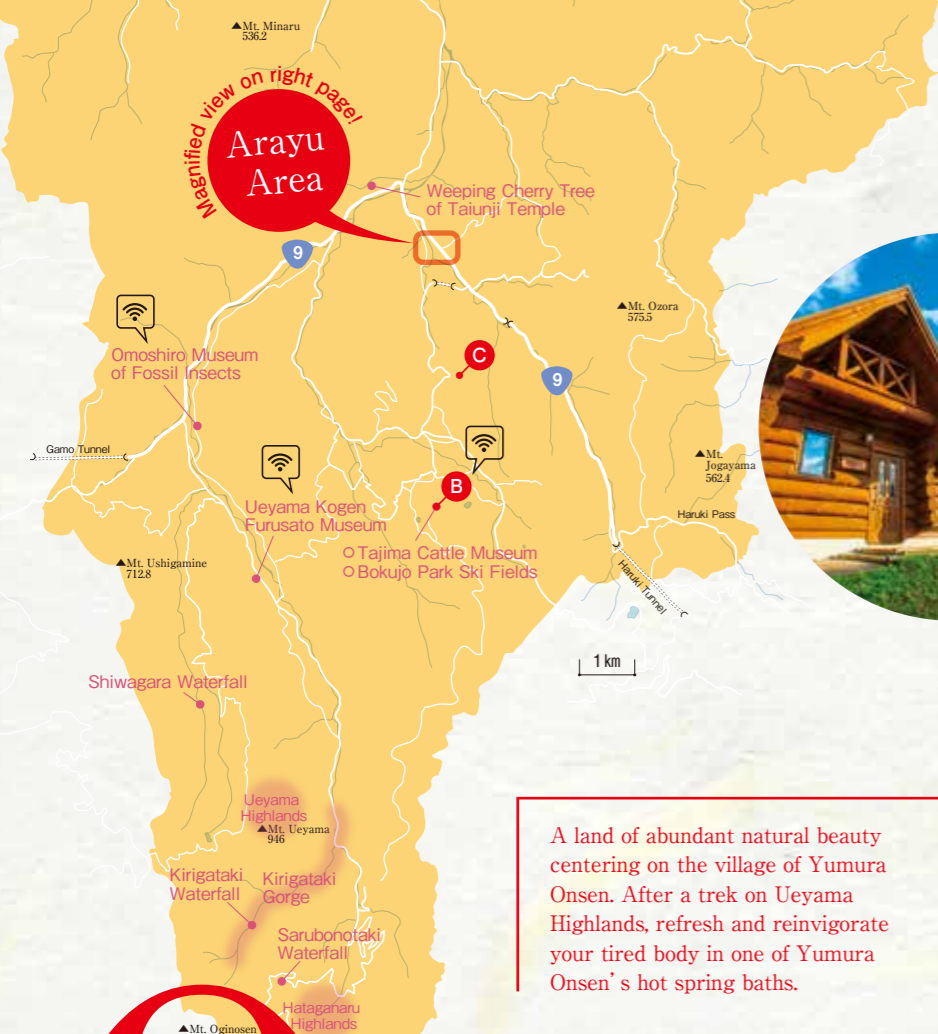 ▲Mt. Minaru
536.2
Magnified view on right page!
Arayu
Area
Weeping Cherry Tree
of Taiunji Temple
9
▲Mt. Ozora
575.5
Omoshiro Museum
of Fossil Insects
C
9
Gamo Tunnel
▲Mt.
Jogayama
562.4
B
Ueyama Kogen
Furusato Museum
Haruki Pass
○Tajima Cattle Museum
○Bokujo Park Ski Fields
▲Mt. Ushigamine
712.8
Haruki Tunnel
1 km
Shiwagara Waterfall
Ueyama
Highlands
▲Mt. Ueyama
946
A land of abundant natural beauty
centering on the village of Yumura
Onsen. After a trek on Ueyama
Highlands, refresh and reinvigorate
your tired body in one of Yumura
Onsen's hot spring baths.
Kirigataki
Waterfall
Kirigataki
Gorge
Sarubonotaki
Waterfall
Hataganaru
Highlands
▲Mt. Oginosen